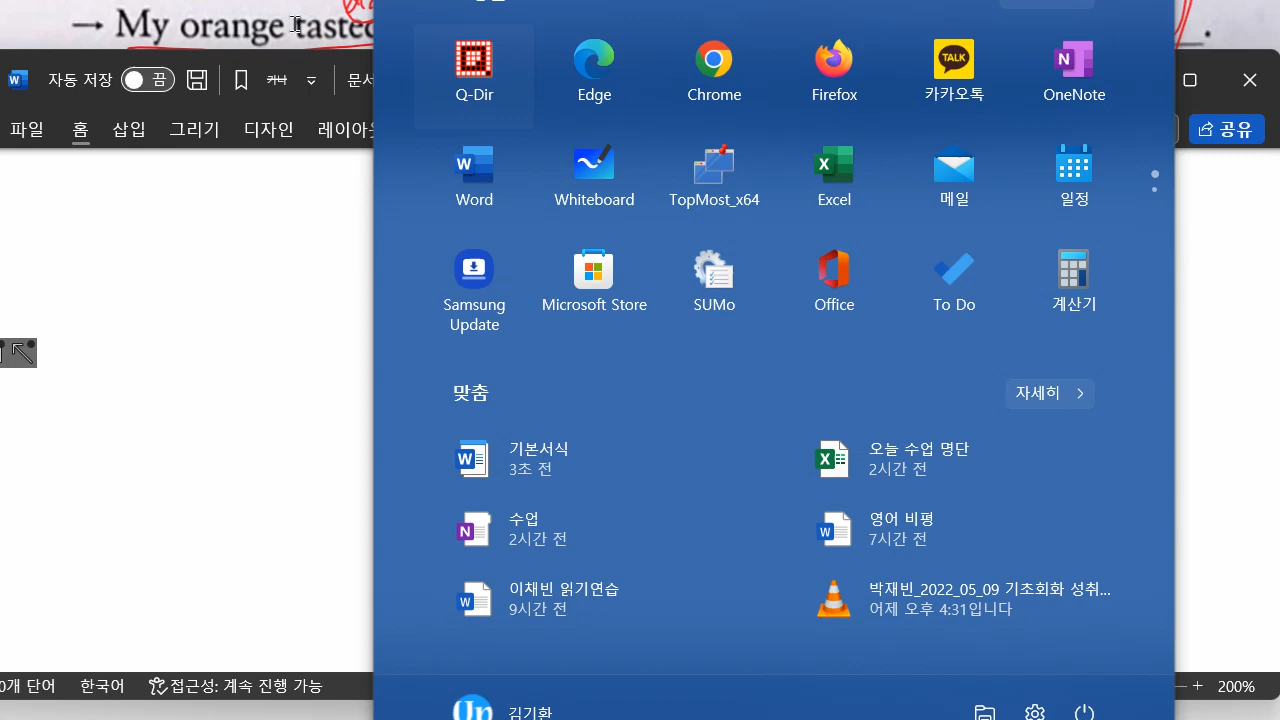 → My orange tasted
자동 저장 끔
파일 홈 삽입 그리기 디자인
공유
Q-Dir Edge Chrome Firefox 카카오톡 OneNote
Word Whiteboard TopMost_x64 Excel 메일 일정
Samsung Update Microsoft Store SUMo Office To Do 계산기
맞춤 자세히
기본서식
3초 전
오늘 수업 명단
2시간 전
수업
2시간 전
영어 비평
7시간 전
이채빈 읽기연습
9시간 전
박재빈_2022_05_09 기초회화 성취...
어제 오후 4:31입니다
0개 단어 한국어 접근성: 계속 진행 가능 200%
김기환